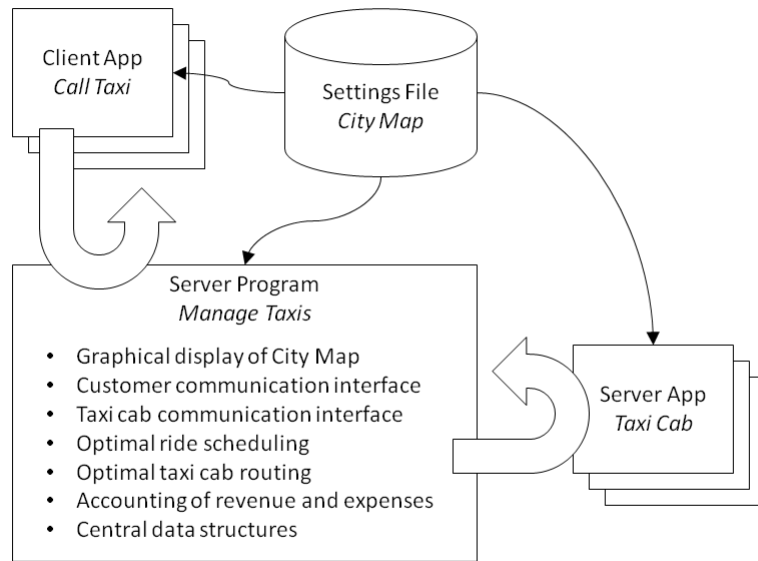 Client App
Call Taxi
Settings File
City Map
Server Program
Manage Taxis
• Graphical display of City Map
• Customer communication interface
• Taxi cab communication interface
• Optimal ride scheduling
• Optimal taxi cab routing
• Accounting of revenue and expenses
• Central data structures
Server App
Taxi Cab